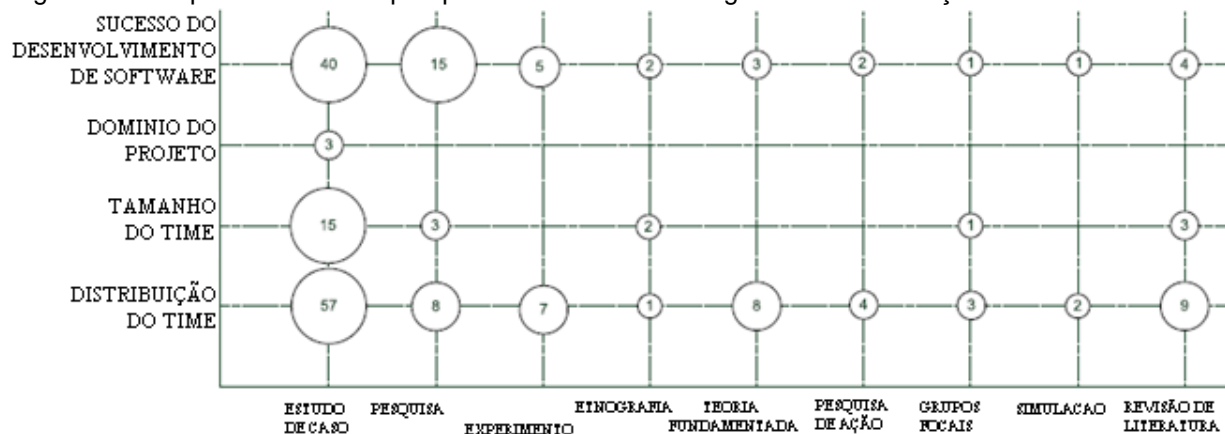 SUCESSO DO
DESENVOLVIMENTO
DE SOFTWARE
40 15 5 2 3 2 1 1 4
DOMINIO DO
PROJETO
3
TAMANHO
DO TIME
15 3 2 1 3
DISTRIBUIÇÃO
DO TIME
57 8 7 1 8 4 3 2 9
ESTUDO
DE CASO
PESQUISA
EXPERIMENTO
ETNOGRAFIA
TEORIA
FUNDAMENTADA
PESQUISA
DE AÇÃO
GRUPOS
FOCAIS
SIMULACAO
REVISÃO DE
LITERATURA